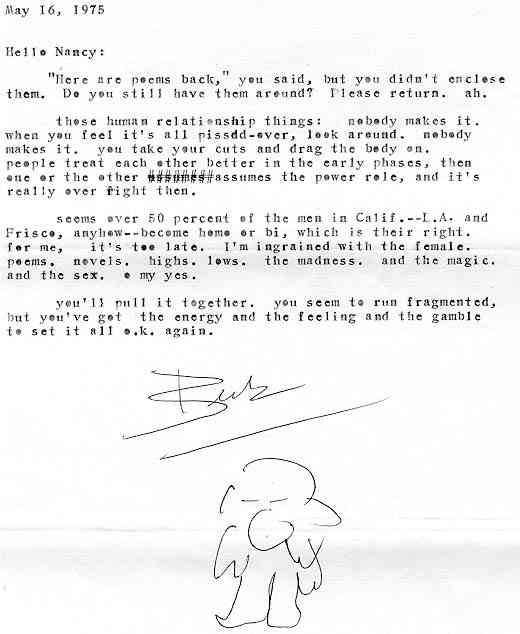 May 16, 1975
Hello Nancy:
"Here are poems back," you said, but you didn't enclose
them. Do you still have them around? Please return. ah.
those human relationship things: nobody makes it.
when you feel it's all pissdd-over, look around. nobody
makes it. you take your cuts and drag the body on.
people treat each other better in the early phases, then
one or the other assumes the power role, and it's
really over right then.
seems over 50 percent of the men in Calif.--L.A. and
Frisco, anyhow--become homo or bi, which is their right.
for me, it's too late. I'm ingrained with the female.
poems. novels. highs. lows. the madness. and the magic.
and the sex. o my yes.
you'll pull it together. you seem to run fragmented,
but you've got the energy and the feeling and the gamble
to set it all o.k. again.
Buk